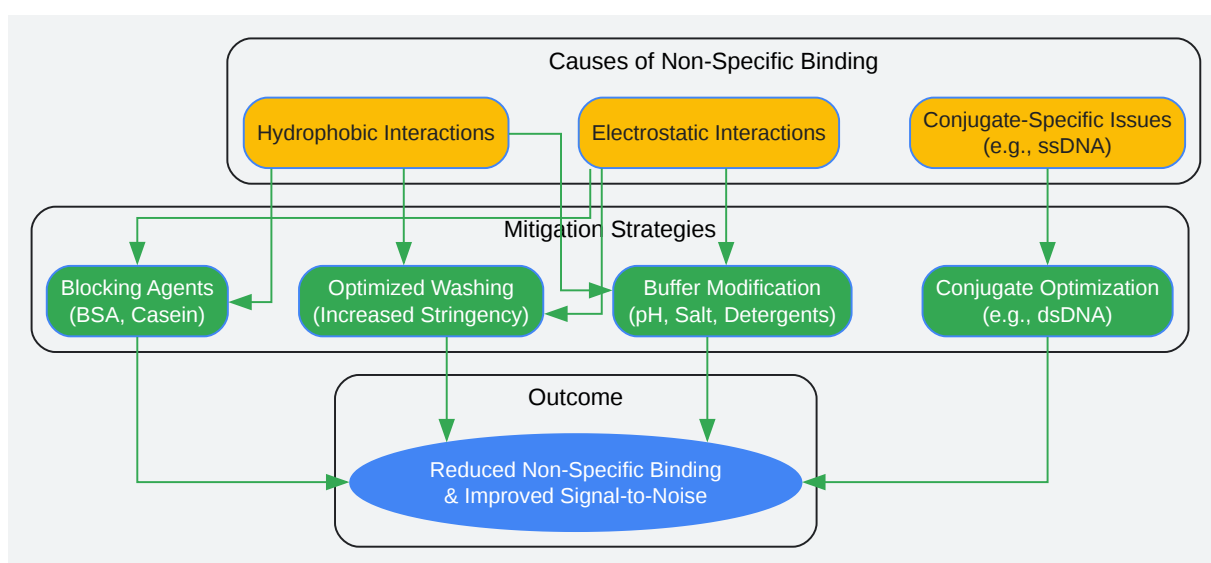 Causes of Non-Specific Binding
Hydrophobic Interactions
Electrostatic Interactions
Conjugate-Specific Issues
(e.g., ssDNA)
Mitigation Strategies
Blocking Agents
(BSA, Casein)
Optimized Washing
(Increased Stringency)
Buffer Modification
(pH, Salt, Detergents)
Conjugate Optimization
(e.g., dsDNA)
Outcome
Reduced Non-Specific Binding
& Improved Signal-to-Noise